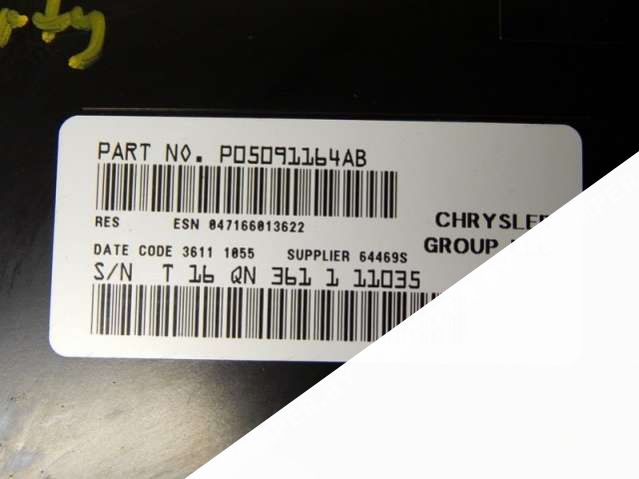 PART NO. P05091164AB
RES ESN 047166013622
CHRYSLER
GROUP
DATE CODE 3611 1055 SUPPLIER 64469S
S/N T 16 QN 361 1 11035